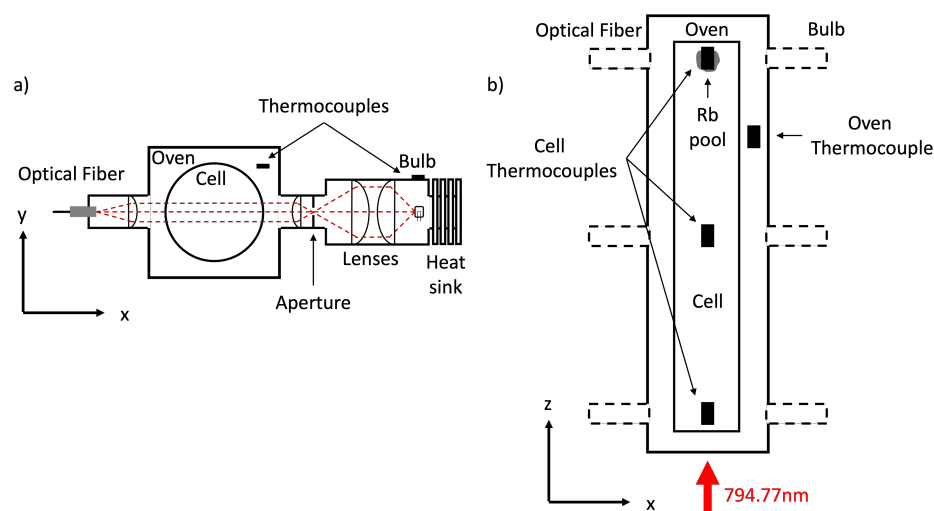 a)
Thermocouples
Optical Fiber
Oven
Cell
Bulb
y
Lenses
Heat
sink
Aperture
x
b)
Optical Fiber
Oven
Bulb
Rb
pool
Oven
Thermocouple
Cell
Thermocouples
Cell
z
x
794.77nm